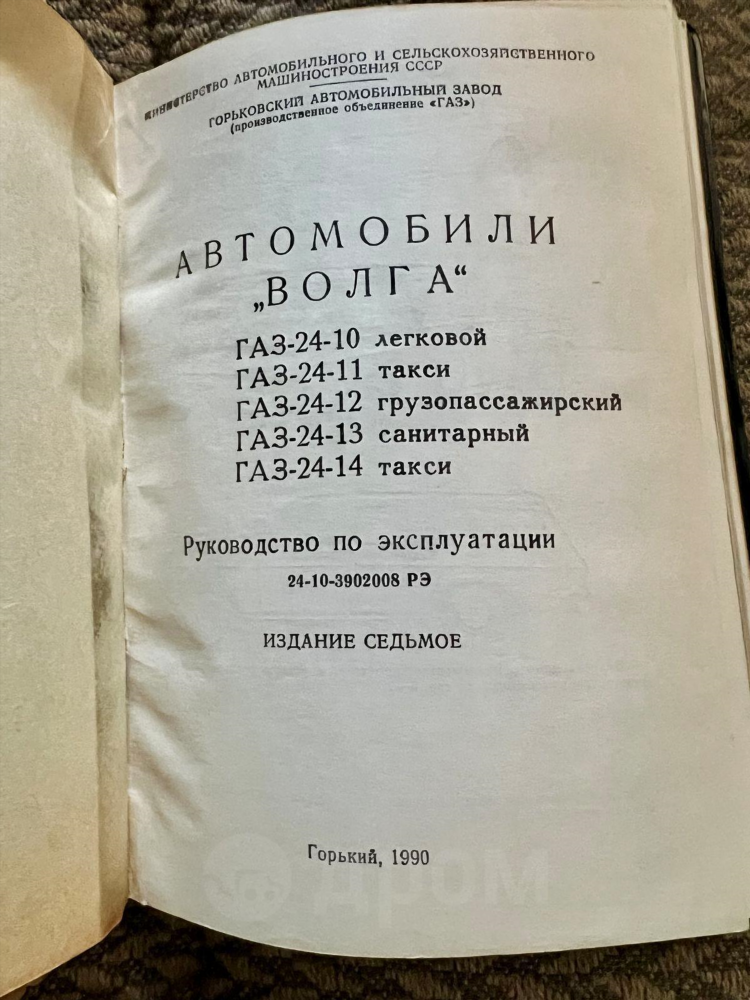 МИНИСТЕРСТВО АВТОМОБИЛЬНОГО И СЕЛЬСКОХОЗЯЙСТВЕННОГО
МАШИНОСТРОЕНИЯ СССР
ГОРЬКОВСКИЙ АВТОМОБИЛЬНЫЙ ЗАВОД
(производственное объединение «ГАЗ»)
АВТОМОБИЛИ
„ВОЛГА“
ГАЗ-24-10 легковой
ГАЗ-24-11 такси
ГАЗ-24-12 грузопассажирский
ГАЗ-24-13 санитарный
ГАЗ-24-14 такси
Руководство по эксплуатации
24-10-3902008 РЭ
ИЗДАНИЕ СЕДЬМОЕ
Горький, 1990
дром